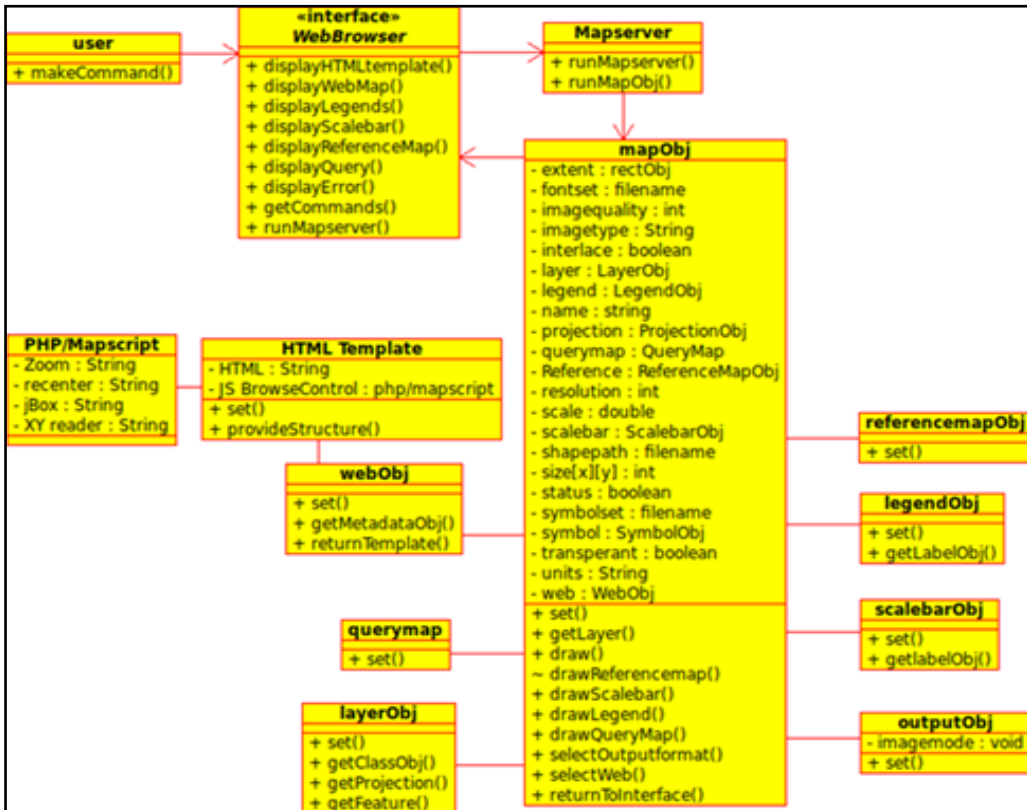 user
+ makeCommand()
«interface»
WebBrowser
+ displayHTMLtemplate()
+ displayWebMap()
+ displayLegends()
+ displayScalebar()
+ displayReferenceMap()
+ displayQuery()
+ displayError()
+ getCommands()
+ runMapserver()
Mapserver
+ runMapserver()
+ runMapObj()
mapObj
- extent : rectObj
- fontset : filename
- imagequality : int
- imagetype : String
- interlace : boolean
- layer : LayerObj
- legend : LegendObj
- name : string
- projection : ProjectionObj
- querymap : QueryMap
- Reference : ReferenceMapObj
- resolution : int
- scale : double
- scalebar : ScalebarObj
- shapepath : filename
- size[x][y] : int
- status : boolean
- symbolset : filename
- symbol : SymbolObj
- transperant : boolean
- units : String
- web : WebObj
+ set()
+ getLayer()
+ draw()
~ drawReferencemap()
+ drawScalebar()
+ drawLegend()
+ drawQueryMap()
+ selectOutputformat()
+ selectWeb()
+ returnToInterface()
PHP/Mapscript
- Zoom : String
- recenter : String
- jBox : String
- XY reader : String
HTML Template
- HTML : String
- JS BrowseControl : php/mapscript
+ set()
+ provideStructure()
webObj
+ set()
+ getMetadataObj()
+ returnTemplate()
querymap
+ set()
layerObj
+ set()
+ getClassObj()
+ getProjection()
+ getFeature()
referencemapObj
+ set()
legendObj
+ set()
+ getLabelObj()
scalebarObj
+ set()
+ getlabelObj()
outputObj
- imagemode : void
+ set()